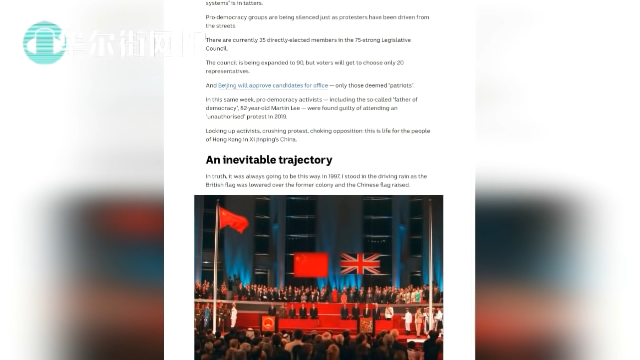 华尔街网
systems' is in tatters.
Pro-democracy groups are being silenced just as protesters have been driven from
the streets
There are currently 35 directly-elected members in the 75-strong Legislative
Council.
The council is being expanded to 90, but voters will get to choose only 20
representatives.
And Beijing will approve candidates for office — only those deemed 'patriots'.
In this same week, pro-democracy activists — including the so-called 'father of
democracy', 82-year-old Martin Lee — were found guilty of attending an
'unauthorised' protest in 2019.
Locking up activists, crushing protest, choking opposition: this is life for the people
of Hong Kong in Xi Jinping's China.
An inevitable trajectory
In truth, it was always going to be this way. In 1997, I stood in the driving rain as the
British flag was lowered over the former colony and the Chinese flag raised.